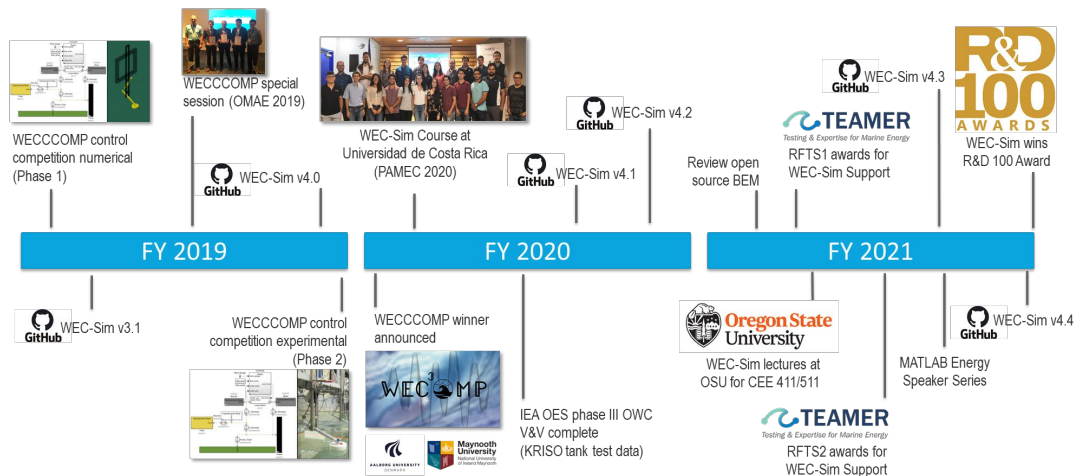 WECCCOMP control
competition numerical
(Phase 1)
WECCCOMP special
session (OMAE 2019)
GitHub
WEC-Sim v4.0
WEC-Sim Course at
Universidad de Costa Rica
(PAMEC 2020)
GitHub
WEC-Sim v4.1
GitHub
WEC-Sim v4.2
Review open
source BEM
TEAMER
Testing & Expertise for Marine Energy
RFTS1 awards for
WEC-Sim Support
GitHub
WEC-Sim v4.3
R&D
100
AWARDS
WEC-Sim wins
R&D 100 Award
FY 2019
FY 2020
FY 2021
GitHub
WEC-Sim v3.1
WECCCOMP control
competition experimental
(Phase 2)
WECCCOMP winner
announced
WEC3OMP
AALBORG UNIVERSITY
DENMARK
Maynooth
University
National University
of Ireland Maynooth
IEA OES phase III OWC
V&V complete
(KRISO tank test data)
Oregon State
University
WEC-Sim lectures at
OSU for CEE 411/511
TEAMER
Testing & Expertise for Marine Energy
RFTS2 awards for
WEC-Sim Support
MATLAB Energy
Speaker Series
GitHub
WEC-Sim v4.4